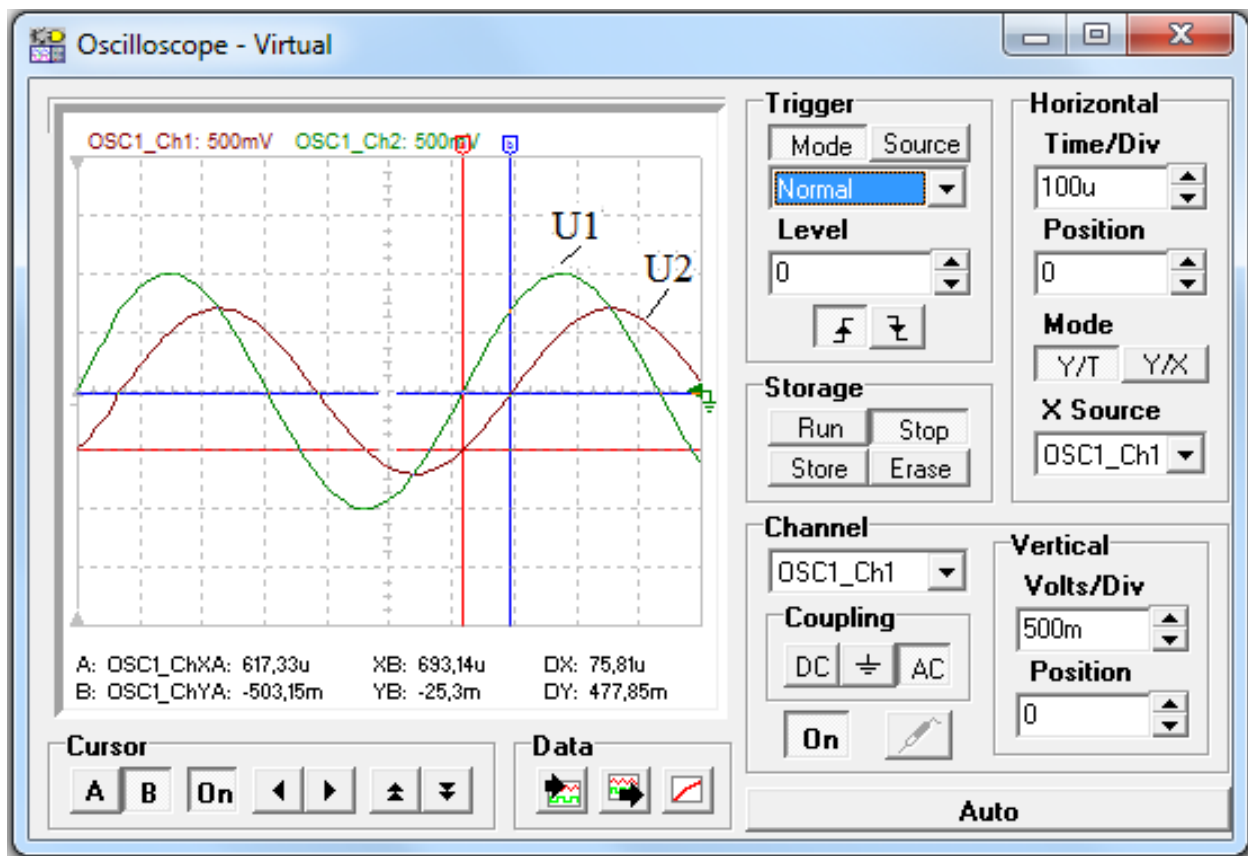 Oscilloscope - Virtual
OSC1_Ch1: 500mV OSC1_Ch2: 500mV
a b
U1
U2
A: OSC1_ChXA: 617,33u XB: 693,14u DX: 75,81u
B: OSC1_ChYA: -503,15m YB: -25,3m DY: 477,85m
Cursor
A B On
Data
Trigger
Mode Source
Normal
Level
0
Storage
Run Stop
Store Erase
Horizontal
Time/Div
100u
Position
0
Mode
Y/T Y/X
X Source
OSC1_Ch1
Channel
OSC1_Ch1
Coupling
DC AC
On
Vertical
Volts/Div
500m
Position
0
Auto